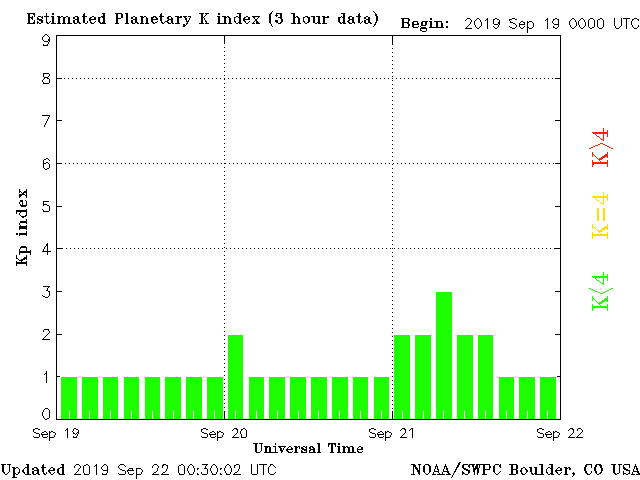 Estimated Planetary K index (3 hour data) Begin: 2019 Sep 19 0000 UTC
9
8
7
6
5
4
3
2
1
0
Kp index
K>4
K=4
K<4
Sep 19 Sep 20 Sep 21 Sep 22
Universal Time
Updated 2019 Sep 22 00:30:02 UTC NOAA/SWPC Boulder, CO USA